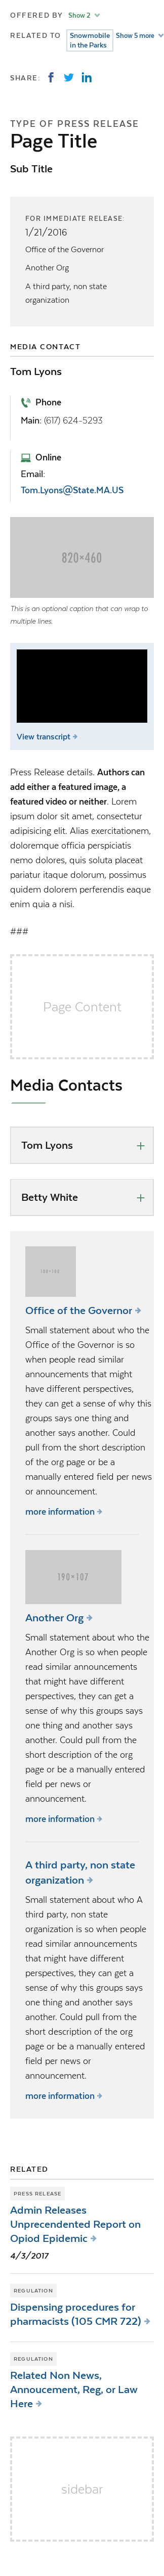 OFFERED BY Show 2
RELATED TO Snowmobile Show 5 more
in the Parks
SHARE:
TYPE OF PRESS RELEASE
Page Title
Sub Title
FOR IMMEDIATE RELEASE:
1/21/2016
Office of the Governor
Another Org
A third party, non state
organization
MEDIA CONTACT
Tom Lyons
Phone
Main: (617) 624-5293
Online
Email:
Tom.Lyons@State.MA.US
820×460
This is an optional caption that can wrap to
multiple lines.
View transcript
Press Release details. Authors can
add either a featured image, a
featured video or neither. Lorem
ipsum dolor sit amet, consectetur
adipisicing elit. Alias exercitationem,
doloremque officia perspiciatis
nemo dolores, quis soluta placeat
pariatur itaque dolorum, possimus
quidem dolorem perferendis eaque
enim quia a nisi.
###
Page Content
Media Contacts
Tom Lyons
Betty White
Office of the Governor
Small statement about who the
Office of the Governor is so
when people read similar
announcements that might
have different perspectives,
they can get a sense of why this
groups says one thing and
another says another. Could
pull from the short description
of the org page or be a
manually entered field per news
or announcement.
more information
190×107
Another Org
Small statement about who the
Another Org is so when people
read similar announcements
that might have different
perspectives, they can get a
sense of why this groups says
one thing and another says
another. Could pull from the
short description of the org
page or be a manually entered
field per news or
announcement.
more information
A third party, non state
organization
Small statement about who A
third party, non state
organization is so when people
read similar announcements
that might have different
perspectives, they can get a
sense of why this groups says
one thing and another says
another. Could pull from the
short description of the org
page or be a manually entered
field per news or
announcement.
more information
RELATED
PRESS RELEASE
Admin Releases
Unprecendented Report on
Opiod Epidemic
4/3/2017
REGULATION
Dispensing procedures for
pharmacists (105 CMR 722)
REGULATION
Related Non News,
Annoucement, Reg, or Law
Here
sidebar